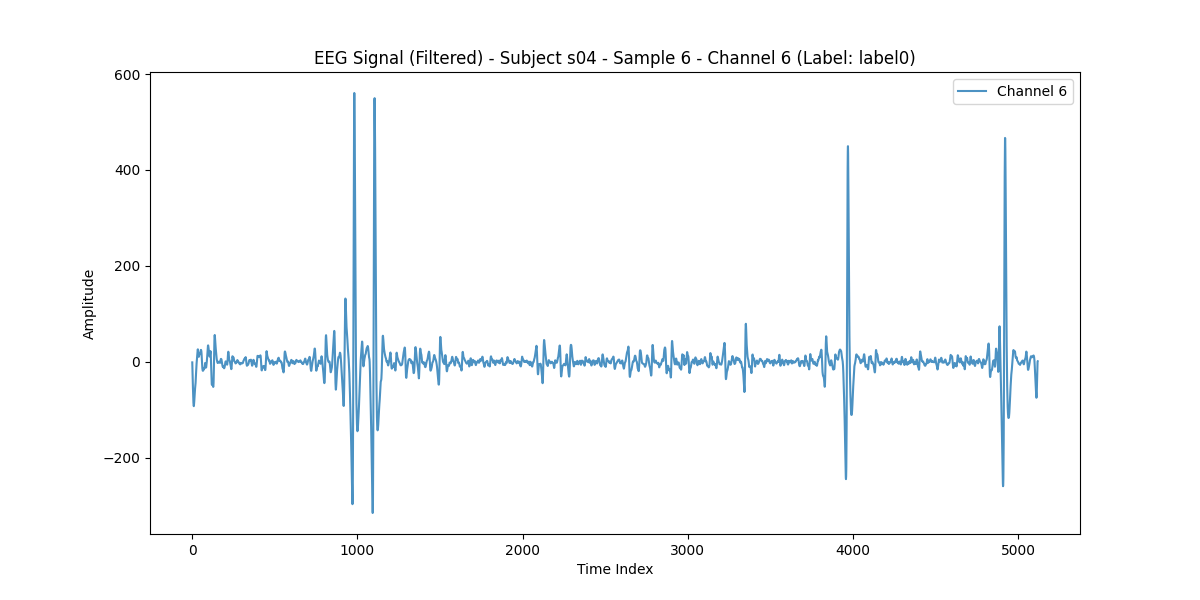 EEG Signal (Filtered) - Subject s04 - Sample 6 - Channel 6 (Label: label0)
Channel 6
600
400
200
0
−200
Amplitude
0 1000 2000 3000 4000 5000
Time Index